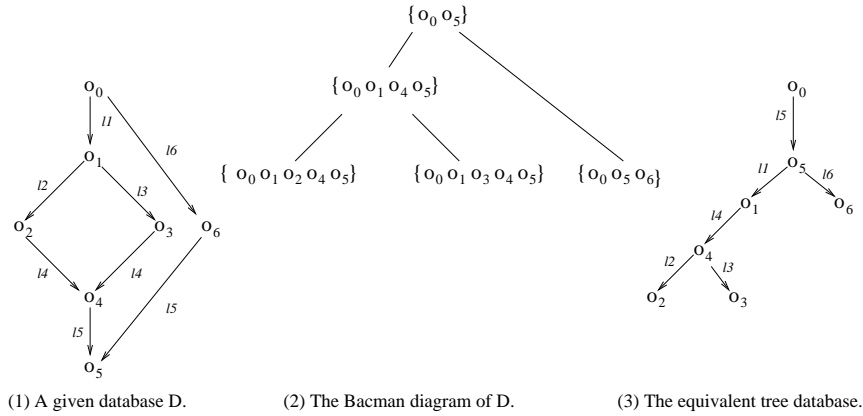 { o0 o5}
o0
l1
l6
o1
l2
l3
o2
o3
o6
l4
l4
o4
l5
l5
o5
{ o0 o1 o4 o5}
{ o0 o1 o2 o4 o5}
{ o0 o1 o3 o4 o5}
{ o0 o5 o6}
o0
l5
o5
l1
l6
o1
o6
l4
o4
l2
l3
o2
o3
(1) A given database D.
(2) The Bacman diagram of D.
(3) The equivalent tree database.